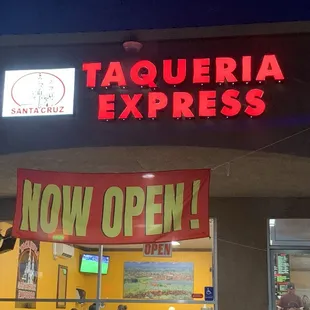 TAQUERIA
SANTA CRUZ
EXPRESS
NOW OPEN!
OPEN